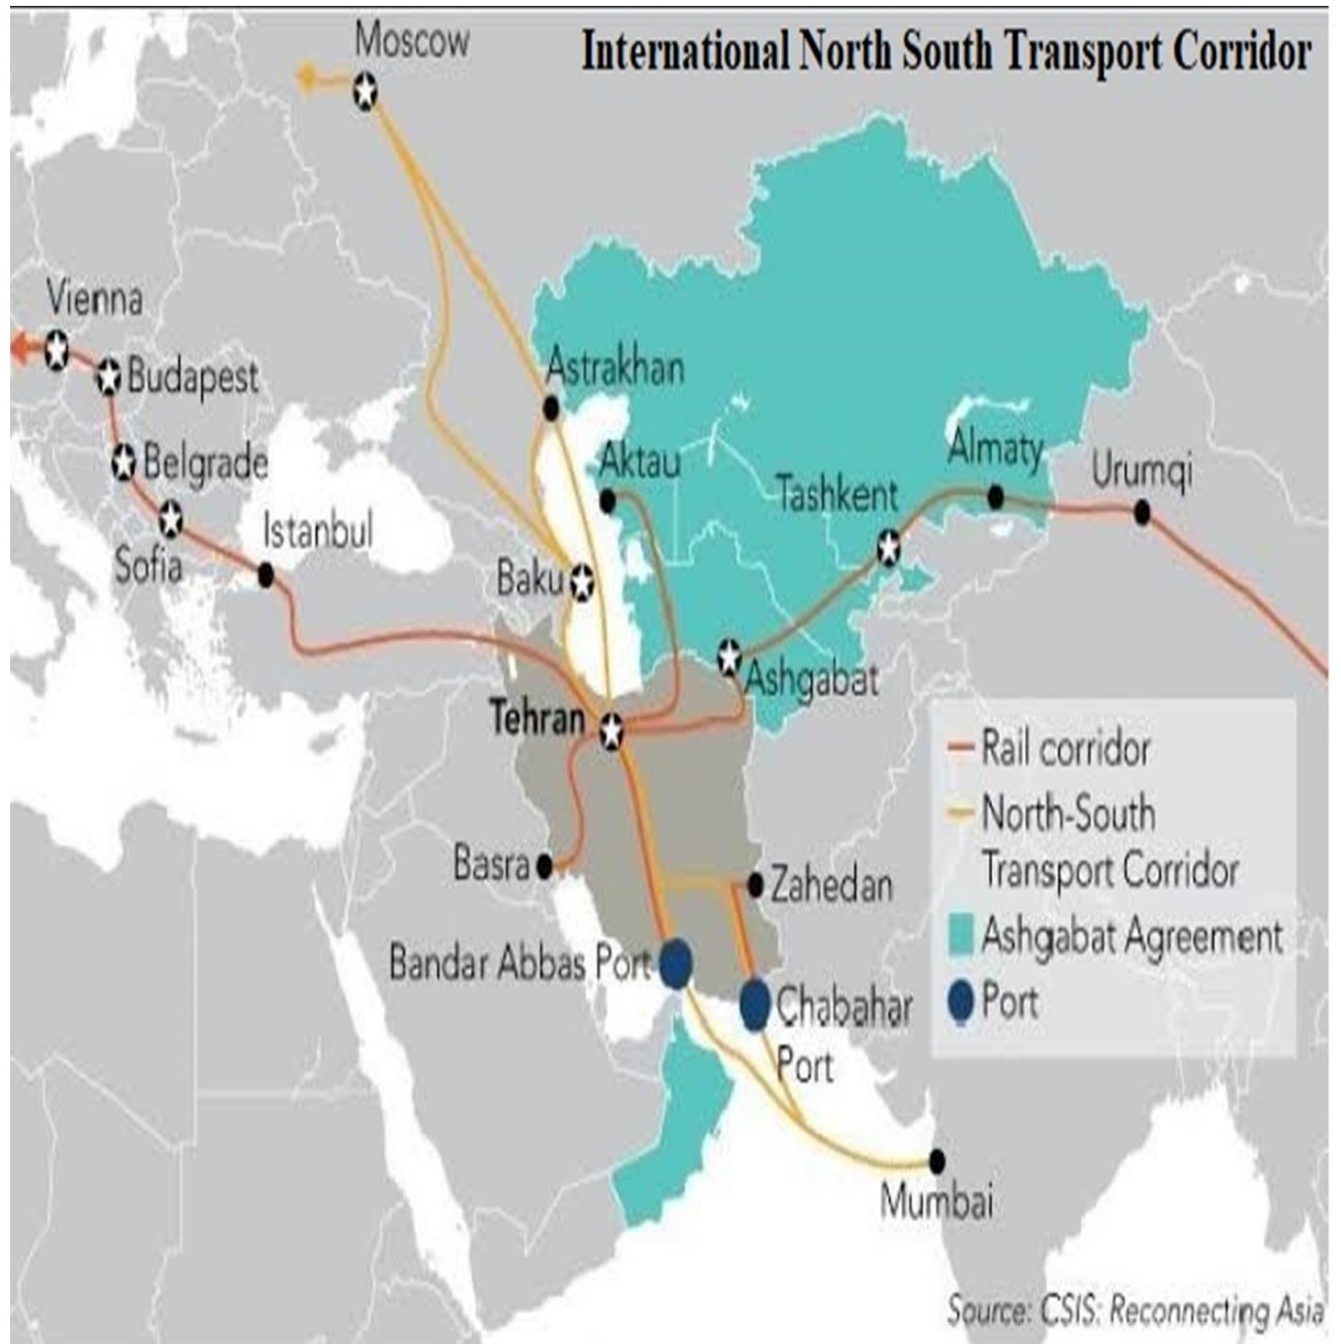 Moscow
International North South Transport Corridor
Vienna
Budapest
Astrakhan
Belgrade
Aktau
Almaty
Urumqi
Tashkent
Istanbul
Sofia
Baku
Ashgabat
Tehran
Rail corridor
North-South
Transport Corridor
Ashgabat Agreement
Port
Basra
Zahedan
Bandar Abbas Port
Chabahar
Port
Mumbai
Source: CSIS: Reconnecting Asia